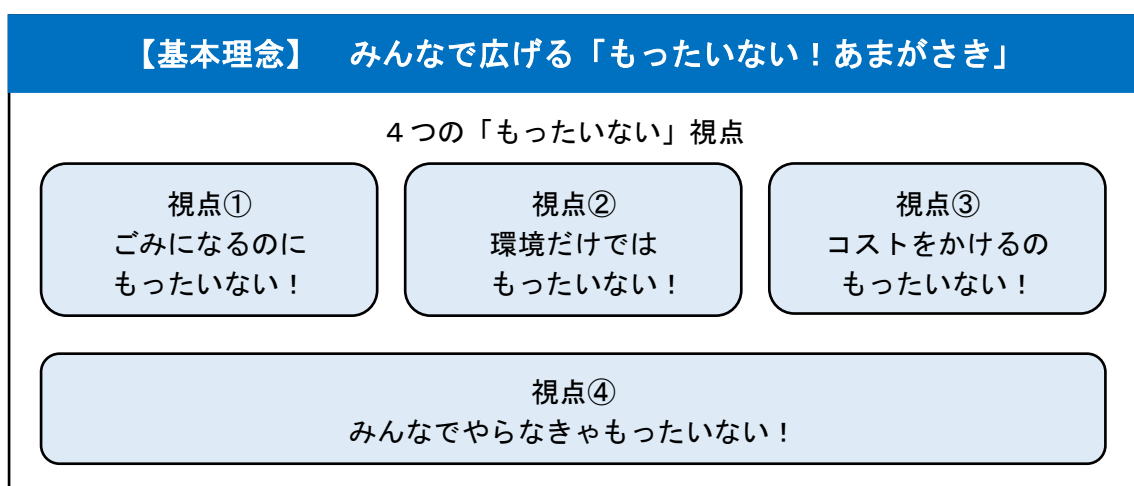 【基本理念】　みんなで広げる「もったいない！あまがさき」
４つの「もったいない」視点
視点①
ごみになるのに
もったいない！
視点②
環境だけでは
もったいない！
視点③
コストをかけるの
もったいない！
視点④
みんなでやらなきゃもったいない！